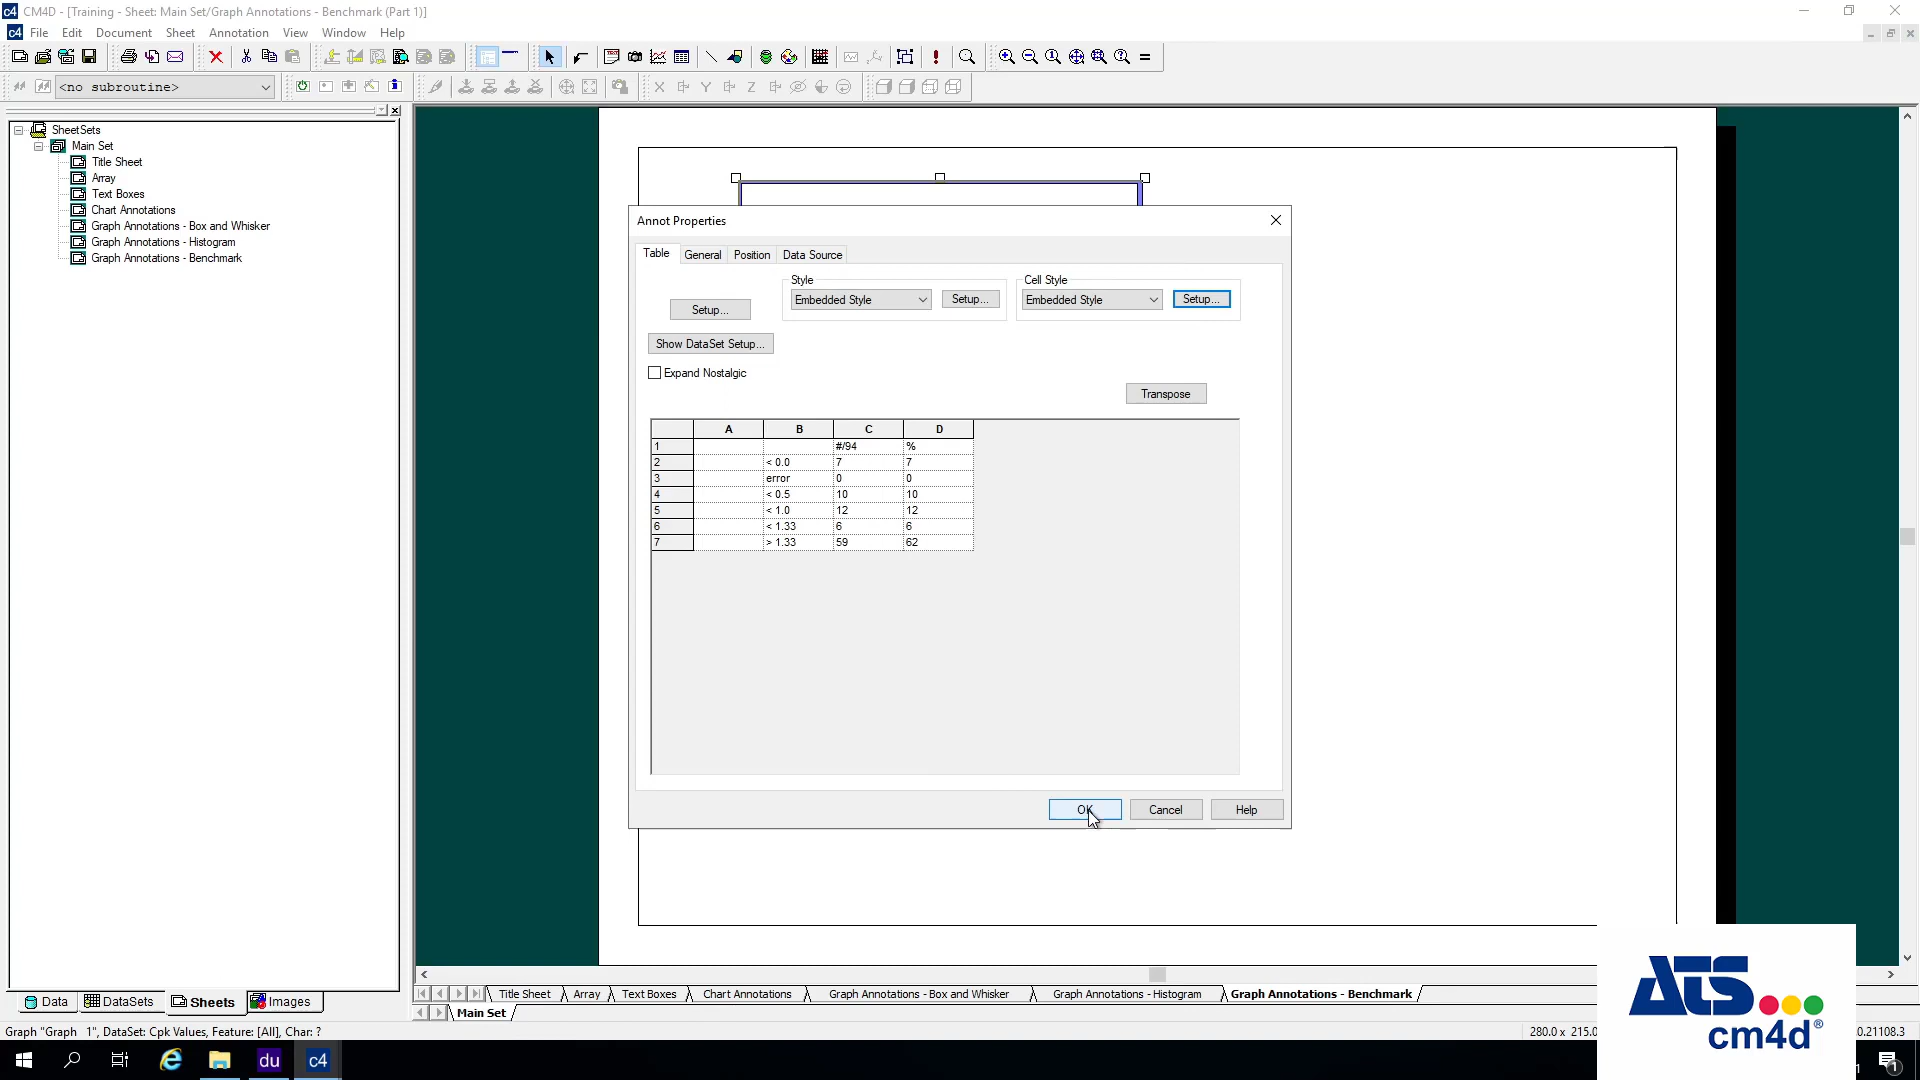 CM4D - [Training - Sheet: Main Set/Graph Annotations - Benchmark (Part 1)]
File Edit Document Sheet Annotation View Window Help
<no subroutine>
X Y Z
SheetSets
Main Set
Title Sheet
Array
Text Boxes
Chart Annotations
Graph Annotations - Box and Whisker
Graph Annotations - Histogram
Graph Annotations - Benchmark
Annot Properties
Table General Position Data Source
Style Cell Style
Setup... Embedded Style Setup... Embedded Style Setup...
Show DataSet Setup...
Expand Nostalgic
Transpose
A B C D
1 #/94 %
2 < 0.0 7 7
3 error 0 0
4 < 0.5 10 10
5 < 1.0 12 12
6 < 1.33 6 6
7 > 1.33 59 62
OK Cancel Help
Data DataSets Sheets Images
Title Sheet Array Text Boxes Chart Annotations Graph Annotations - Box and Whisker Graph Annotations - Histogram Graph Annotations - Benchmark
Main Set
Graph "Graph 1", DataSet: Cpk Values, Feature: [All], Char: ? 280.0 x 215.0 0.21108.3
ATS
cm4d®
du c4 1